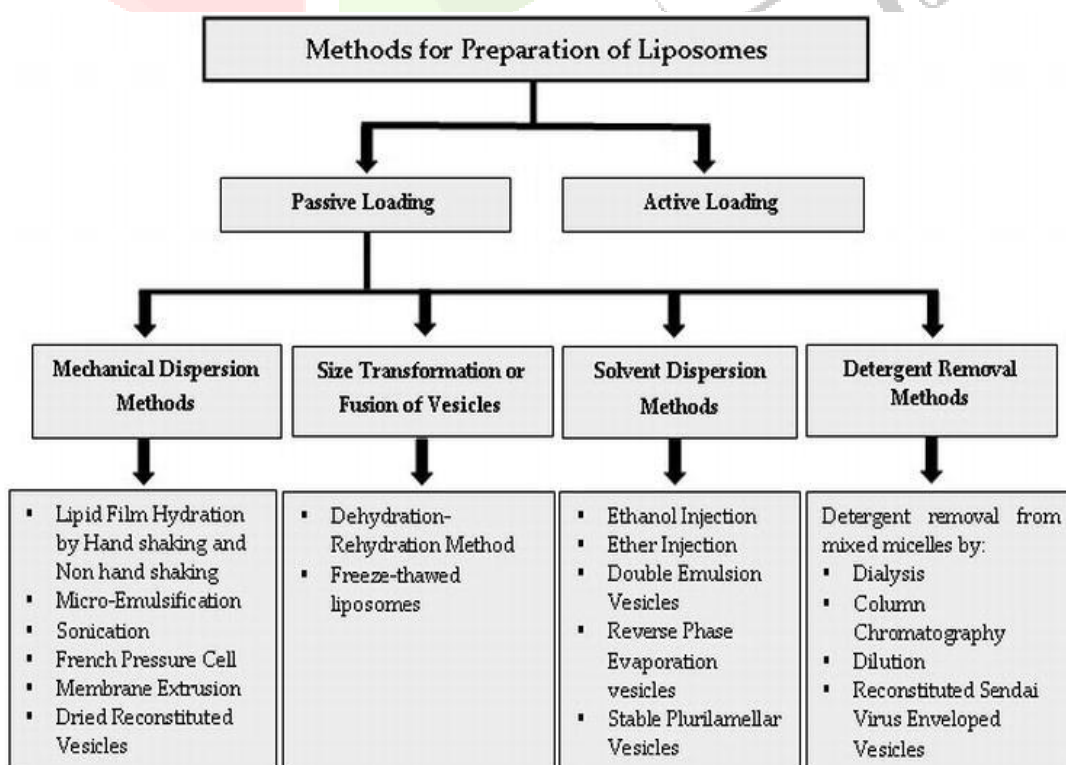 Methods for Preparation of Liposomes
Passive Loading
Active Loading
Mechanical Dispersion
Methods
Size Transformation or
Fusion of Vesicles
Solvent Dispersion
Methods
Detergent Removal
Methods
▪ Lipid Film Hydration
by Hand shaking and
Non hand shaking
▪ Micro-Emulsification
▪ Sonication
▪ French Pressure Cell
▪ Membrane Extrusion
▪ Dried Reconstituted
Vesicles
▪ Dehydration-
Rehydration Method
▪ Freeze-thawed
liposomes
▪ Ethanol Injection
▪ Ether Injection
▪ Double Emulsion
Vesicles
▪ Reverse Phase
Evaporation
vesicles
▪ Stable Plurilamellar
Vesicles
Detergent removal from
mixed micelles by:
▪ Dialysis
▪ Column
Chromatography
▪ Dilution
▪ Reconstituted Sendai
Virus Enveloped
Vesicles